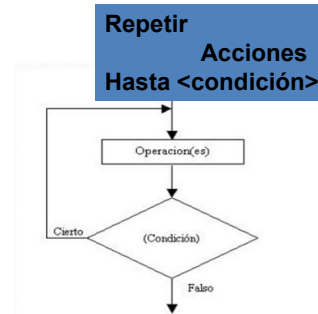 Repetir
Acciones
Hasta <condición>
Operacion(es)
Cierto
(Condición)
Falso